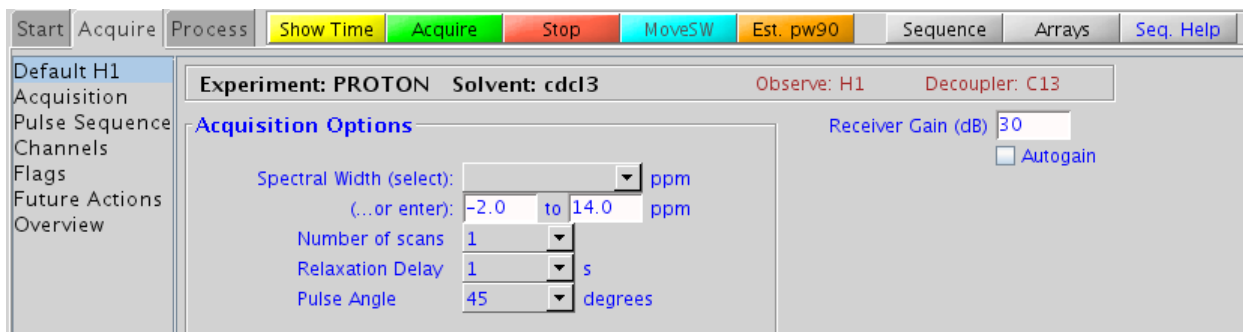 Start Acquire Process Show Time Acquire Stop MoveSW Est. pw90 Sequence Arrays Seq. Help
Default H1
Acquisition
Pulse Sequence
Channels
Flags
Future Actions
Overview
Experiment: PROTON Solvent: cdcl3 Observe: H1 Decoupler: C13
Acquisition Options
Spectral Width (select): ppm
(...or enter): -2.0 to 14.0 ppm
Number of scans 1
Relaxation Delay 1 s
Pulse Angle 45 degrees
Receiver Gain (dB) 30
Autogain